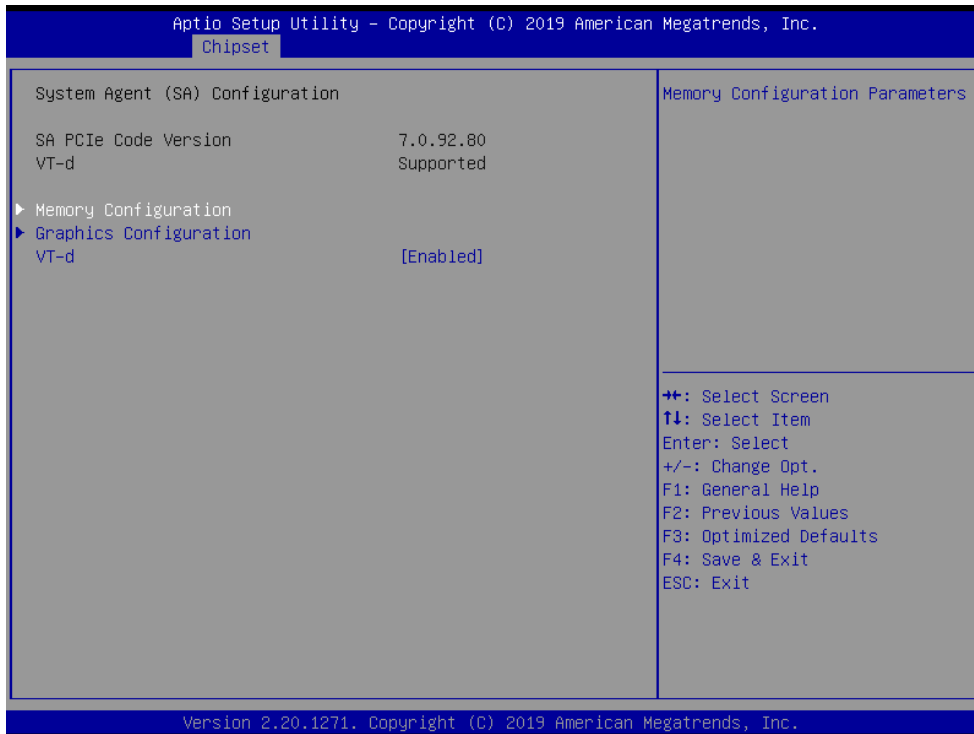 Aptio Setup Utility – Copyright (C) 2019 American Megatrends, Inc.
Chipset
System Agent (SA) Configuration
SA PCIe Code Version 7.0.92.80
VT-d Supported
Memory Configuration
Graphics Configuration
VT-d [Enabled]
Memory Configuration Parameters
→←: Select Screen
↑↓: Select Item
Enter: Select
+/-: Change Opt.
F1: General Help
F2: Previous Values
F3: Optimized Defaults
F4: Save & Exit
ESC: Exit
Version 2.20.1271. Copyright (C) 2019 American Megatrends, Inc.